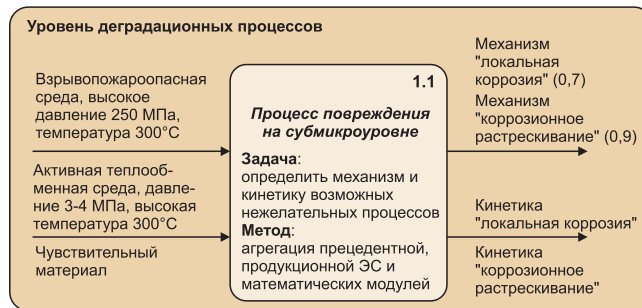 Уровень деградационных процессов
Взрывопожароопасная
среда, высокое
давление 250 МПа,
температура 300°С
Активная теплооб-
менная среда, давле-
ние 3-4 МПа, высокая
температура 300°С
Чувствительный
материал
1.1
Процесс повреждения
на субмикроуровне
Задача:
определить механизм и
кинетику возможных
нежелательных процессов
Метод:
агрегация прецедентной,
продукционной ЭС и
математических модулей
Механизм
"локальная
коррозия" (0,7)
Механизм
"коррозионное
растрескивание" (0,9)
Кинетика
"локальная коррозия"
Кинетика
"коррозионное
растрескивание"